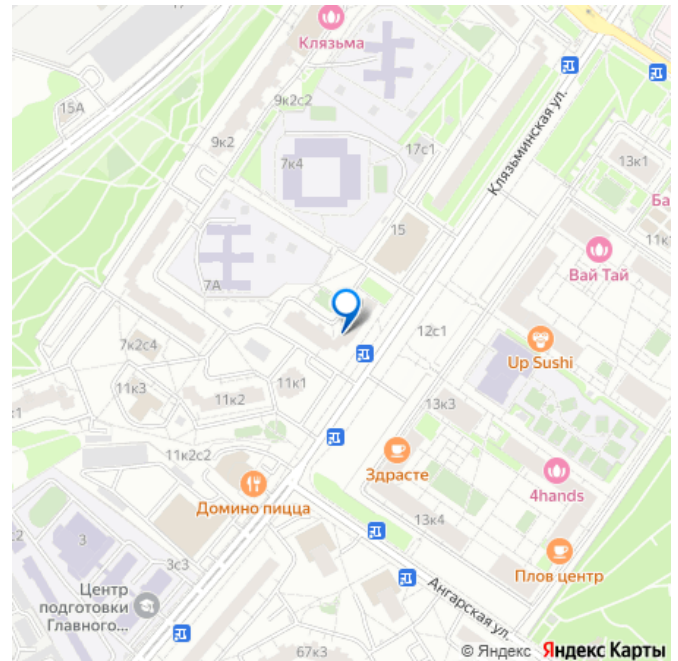 Клязьма
15А
9к2с2
Клязьминская ул.
9к2
17с1
7к4
13к1
Ба
15
11к
Вай Тай
7А
12с1
7к2с4
Up Sushi
11к3
11к1
11к2
13к3
11к2с2
Здрасте
4hands
Домино пицца
13к4
3
3с3
Плов центр
Центр
подготовки
Главного...
Ангарская ул.
67к3
© Яндекс Яндекс Карты